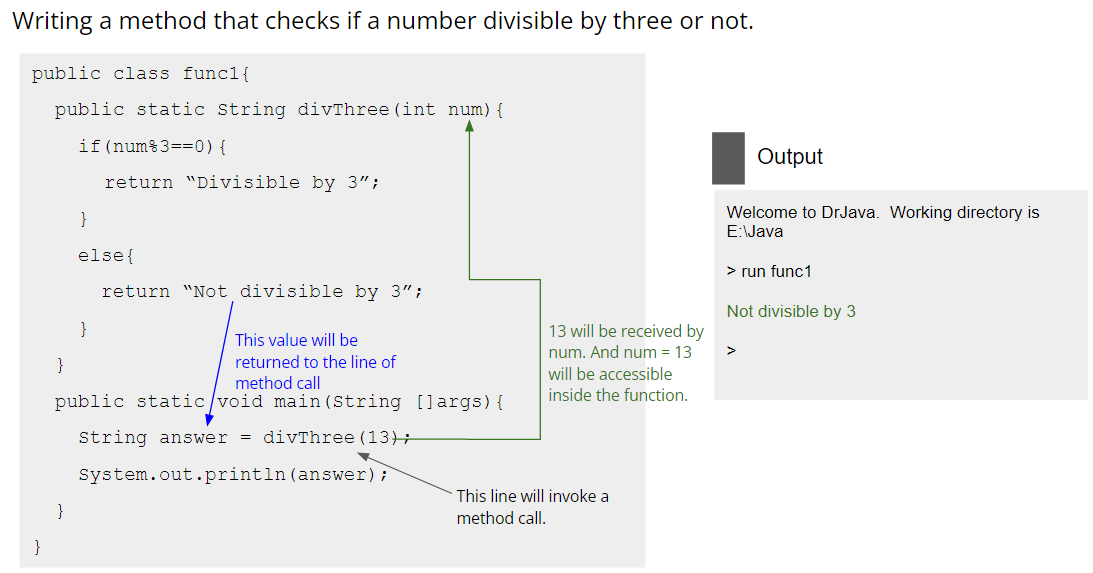 Writing a method that checks if a number divisible by three or not.
public class func1{
public static String divThree(int num){
if(num%3==0){
return “Divisible by 3”;
}
else{
return “Not divisible by 3”;
}
}
public static void main(String []args){
String answer = divThree(13);
System.out.println(answer);
}
}
This value will be
returned to the line of
method call
13 will be received by
num. And num = 13
will be accessible
inside the function.
This line will invoke a
method call.
Output
Welcome to DrJava.  Working directory is
E:\Java
> run func1
Not divisible by 3
>